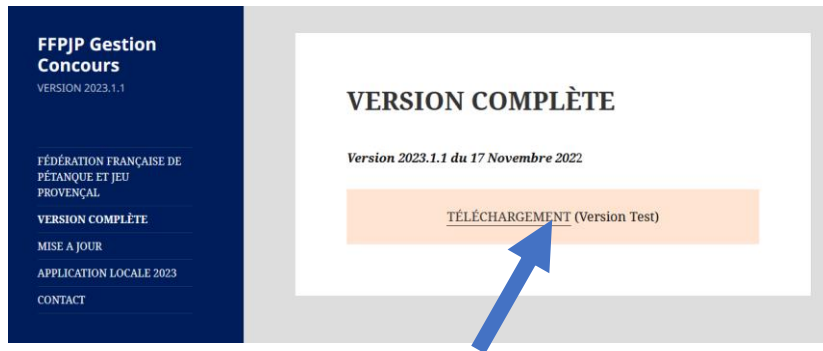 FFPJP Gestion
Concours
VERSION 2023.1.1
FÉDÉRATION FRANÇAISE DE
PÉTANQUE ET JEU
PROVENÇAL
VERSION COMPLÈTE
MISE A JOUR
APPLICATION LOCALE 2023
CONTACT
VERSION COMPLÈTE
Version 2023.1.1 du 17 Novembre 2022
TÉLÉCHARGEMENT (Version Test)